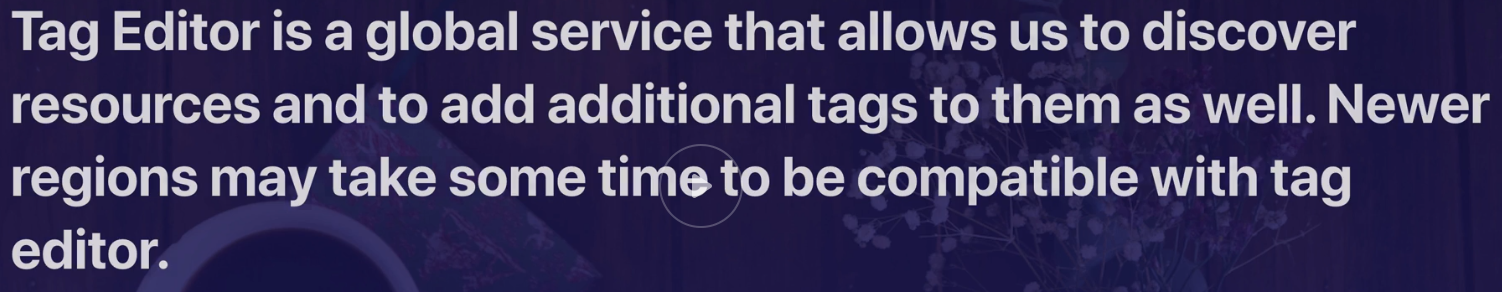 Tag Editor is a global service that allows us to discover
resources and to add additional tags to them as well. Newer
regions may take some time to be compatible with tag
editor.